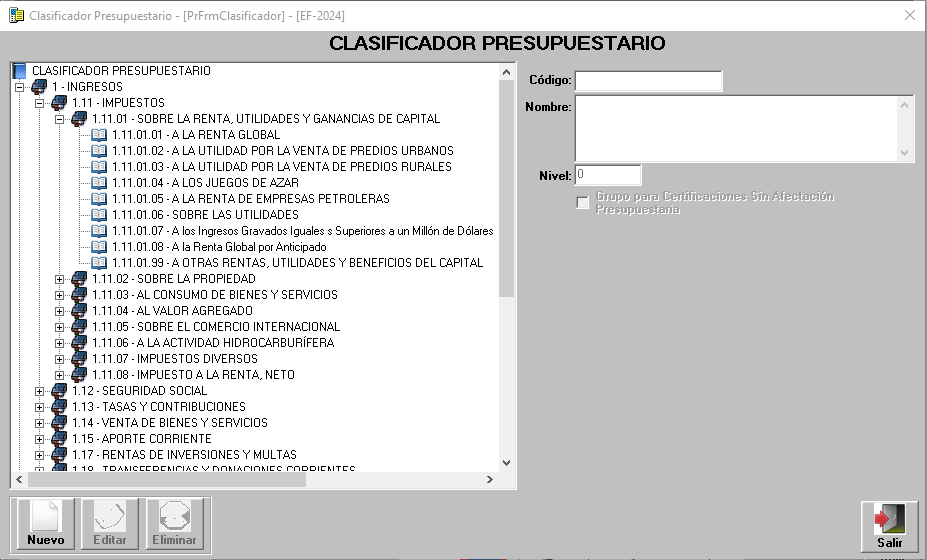 Clasificador Presupuestario - [PrFrmClasificador] - [EF-2024]
CLASIFICADOR PRESUPUESTARIO
CLASIFICADOR PRESUPUESTARIO
1 - INGRESOS
1.11 - IMPUESTOS
1.11.01 - SOBRE LA RENTA, UTILIDADES Y GANANCIAS DE CAPITAL
1.11.01.01 - A LA RENTA GLOBAL
1.11.01.02 - A LA UTILIDAD POR LA VENTA DE PREDIOS URBANOS
1.11.01.03 - A LA UTILIDAD POR LA VENTA DE PREDIOS RURALES
1.11.01.04 - A LOS JUEGOS DE AZAR
1.11.01.05 - A LA RENTA DE EMPRESAS PETROLERAS
1.11.01.06 - SOBRE LAS UTILIDADES
1.11.01.07 - A los Ingresos Gravados Iguales s Superiores a un Millón de Dólares
1.11.01.08 - A la Renta Global por Anticipado
1.11.01.99 - A OTRAS RENTAS, UTILIDADES Y BENEFICIOS DEL CAPITAL
1.11.02 - SOBRE LA PROPIEDAD
1.11.03 - AL CONSUMO DE BIENES Y SERVICIOS
1.11.04 - AL VALOR AGREGADO
1.11.05 - SOBRE EL COMERCIO INTERNACIONAL
1.11.06 - A LA ACTIVIDAD HIDROCARBURÍFERA
1.11.07 - IMPUESTOS DIVERSOS
1.11.08 - IMPUESTO A LA RENTA, NETO
1.12 - SEGURIDAD SOCIAL
1.13 - TASAS Y CONTRIBUCIONES
1.14 - VENTA DE BIENES Y SERVICIOS
1.15 - APORTE CORRIENTE
1.17 - RENTAS DE INVERSIONES Y MULTAS
1.18 - TRANSFERENCIAS Y DONACIONES CORRIENTES
Código:
Nombre:
Nivel: 0
Grupo para Certificaciones Sin Afectación
Presupuestaria
Nuevo
Editar
Eliminar
Salir